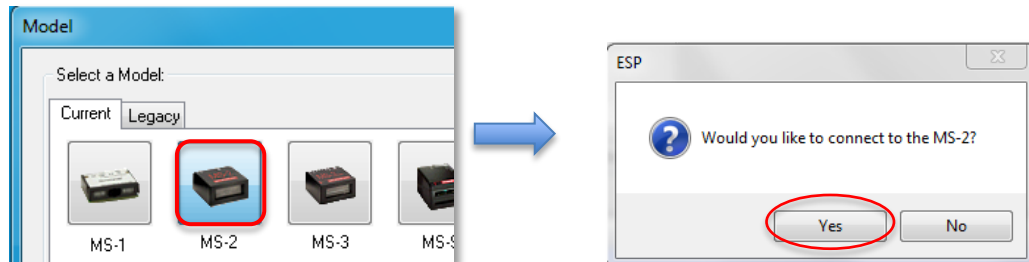 Model
Select a Model:
Current Legacy
MS-1 MS-2 MS-3
ESP
Would you like to connect to the MS-2?
Yes No